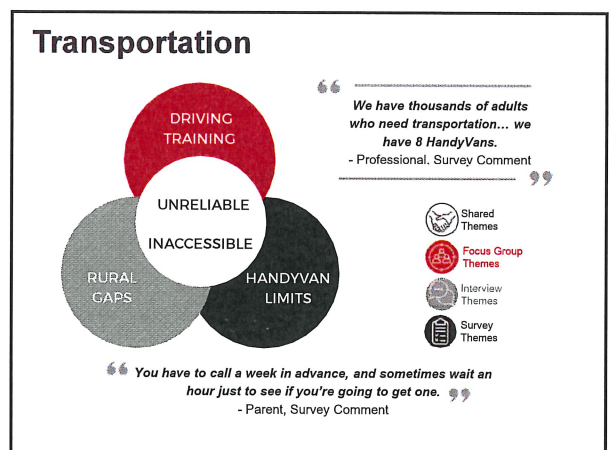 Transportation
DRIVING
TRAINING
UNRELIABLE
INACCESSIBLE
RURAL
GAPS
HANDYVAN
LIMITS
“ We have thousands of adults
who need transportation... we
have 8 HandyVans.
- Professional. Survey Comment ”
Shared
Themes
Focus Group
Themes
Interview
Themes
Survey
Themes
“ You have to call a week in advance, and sometimes wait an
hour just to see if you're going to get one. ”
- Parent, Survey Comment